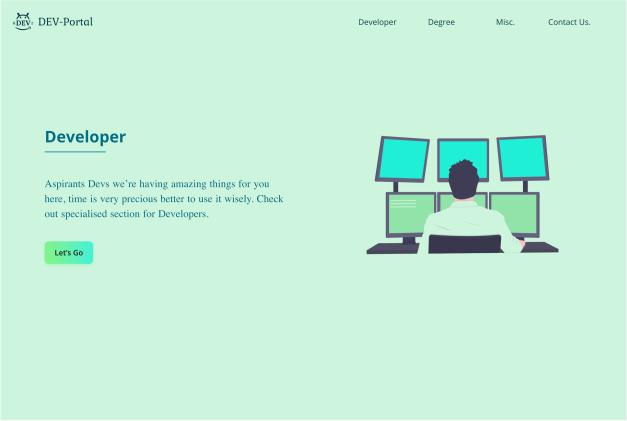 DEV DEV-Portal Developer Degree Misc. Contact Us.
Developer
Aspirants Devs we're having amazing things for you
here, time is very precious better to use it wisely. Check
out specialised section for Developers.
Let's Go